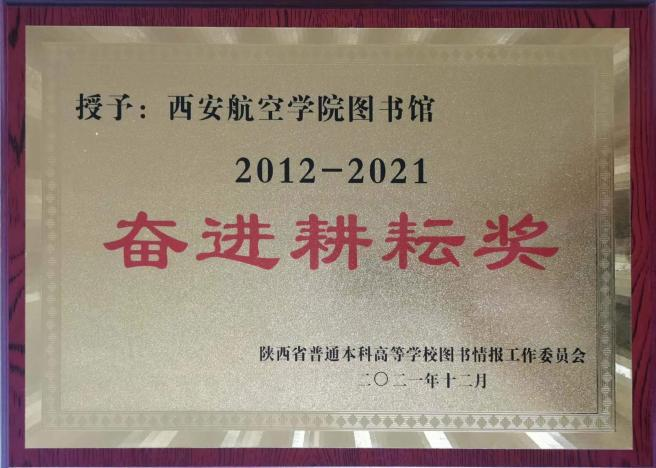 授予：西安航空学院图书馆
2012-2021
奋进耕耘奖
陕西省普通本科高等学校图书情报工作委员会
二〇二一年十二月